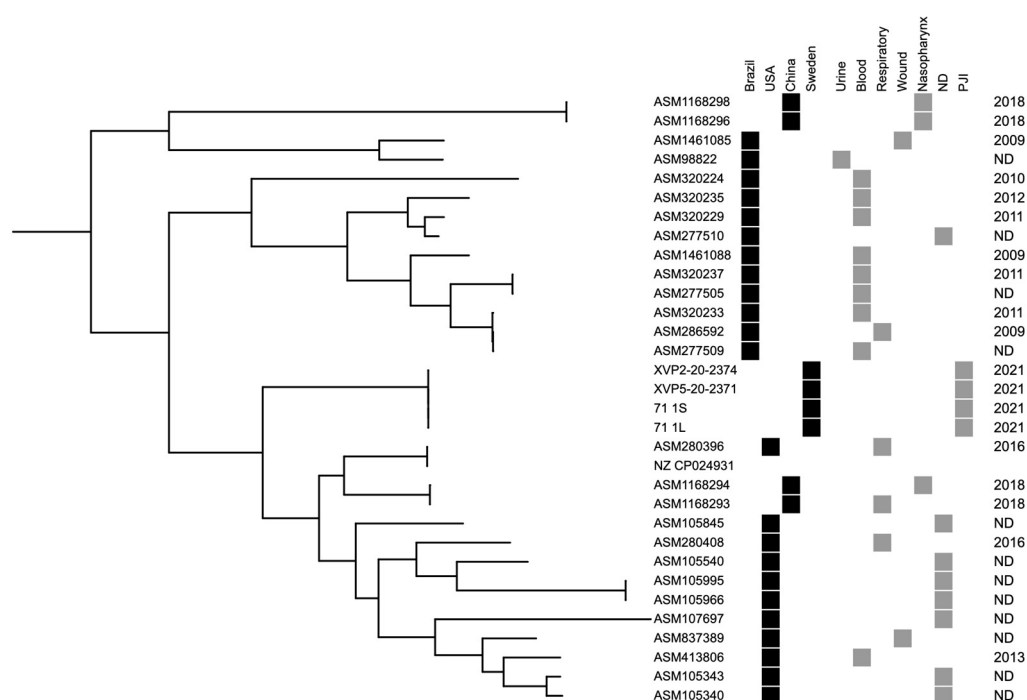 Brazil USA China Sweden Urine Blood Respiratory Wound Nasopharynx ND PJI
ASM1168298 2018
ASM1168296 2018
ASM1461085 2009
ASM98822 ND
ASM320224 2010
ASM320235 2012
ASM320229 2011
ASM277510 ND
ASM1461088 2009
ASM320237 2011
ASM277505 ND
ASM320233 2011
ASM286592 2009
ASM277509 ND
XVP2-20-2374 2021
XVP5-20-2371 2021
71 1S 2021
71 1L 2021
ASM280396 2016
NZ CP024931
ASM1168294 2018
ASM1168293 2018
ASM105845 ND
ASM280408 2016
ASM105540 ND
ASM105995 ND
ASM105966 ND
ASM107697 ND
ASM837389 ND
ASM413806 2013
ASM105343 ND
ASM105340 ND